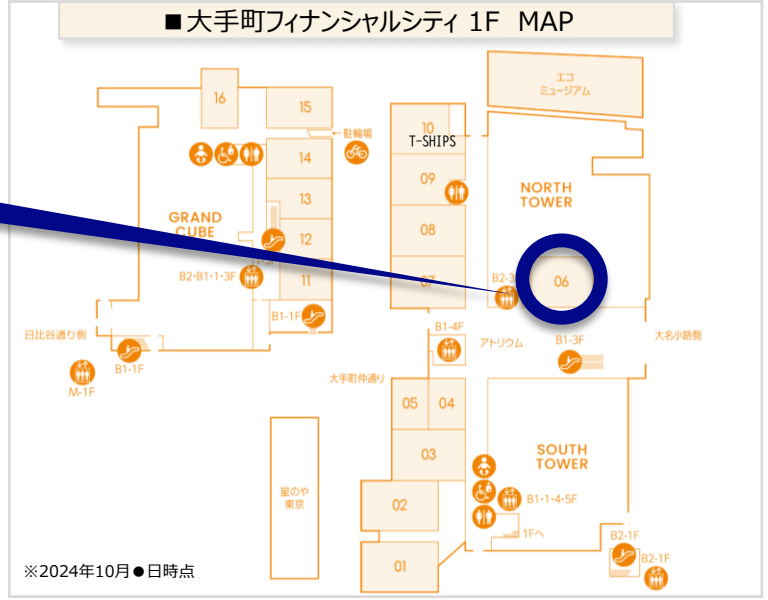 ■大手町フィナンシャルシティ 1F MAP
エコ
ミュージアム
16
15
←駐輪場
10
T-SHIPS
14
09
13
NORTH
TOWER
GRAND
CUBE
08
12
B2・B1・1・3F
11
07
B2-3
06
B1-1F
日比谷通り側
B1-4F
アトリウム
B1-3F
大名小路側
B1-1F
M-1F
大手町仲通り
05
04
03
SOUTH
TOWER
星のや
東京
02
B1・1・4・5F
1Fへ
B2-1F
B2-1F
01
※2024年10月●日時点